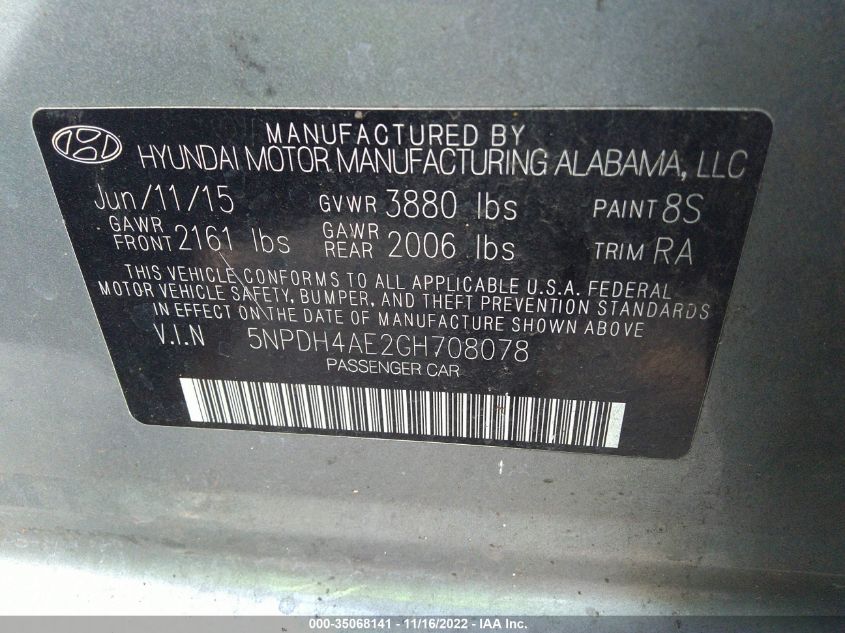 MANUFACTURED BY
HYUNDAI MOTOR MANUFACTURING ALABAMA, LLC
Jun/11/15 GVWR 3880 lbs PAINT 8S
GAWR FRONT 2161 lbs GAWR REAR 2006 lbs TRIM RA
THIS VEHICLE CONFORMS TO ALL APPLICABLE U.S.A. FEDERAL
MOTOR VEHICLE SAFETY, BUMPER, AND THEFT PREVENTION STANDARDS
IN EFFECT ON THE DATE OF MANUFACTURE SHOWN ABOVE
V.I.N 5NPDH4AE2GH708078
PASSENGER CAR
000-35068141 - 11/16/2022 - IAA Inc.